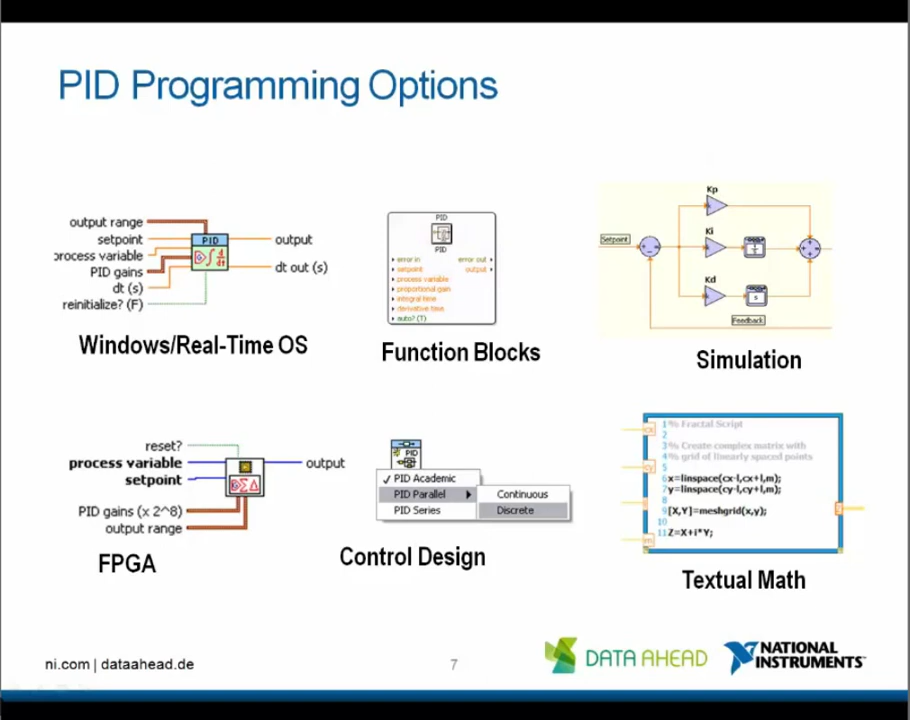 PID Programming Options
output range
setpoint
process variable
PID gains
dt (s)
reinitialize? (F)
PID
output
dt out (s)
Windows/Real-Time OS
PID
PID
error in
error out
setpoint
output
process variable
proportional gain
integral time
derivative time
auto? (T)
Function Blocks
Kp
Setpoint
Ki
Kd
s
Feedback
Simulation
reset?
process variable
setpoint
output
PID gains (x 2^8)
output range
FPGA
PID
✓ PID Academic
PID Parallel
Continuous
PID Series
Discrete
Control Design
1 % Fractal Script
2
3 % Create complex matrix with
4 % grid of linearly spaced points
5
6 x=linspace(cx-l,cx+l,m);
7 y=linspace(cy-l,cy+l,m);
8
9 [X,Y]=meshgrid(x,y);
10
11 Z=X+i*Y;
cx
cy
l
m
Z
Textual Math
ni.com | dataahead.de
7
DATA AHEAD
NATIONAL
INSTRUMENTS™